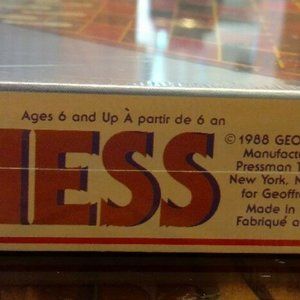 Ages 6 and Up À partir de 6 an
HESS
© 1988 GEO
Manufactu
Pressman T
New York, N
for Geoffr
Made in
Fabriqué a